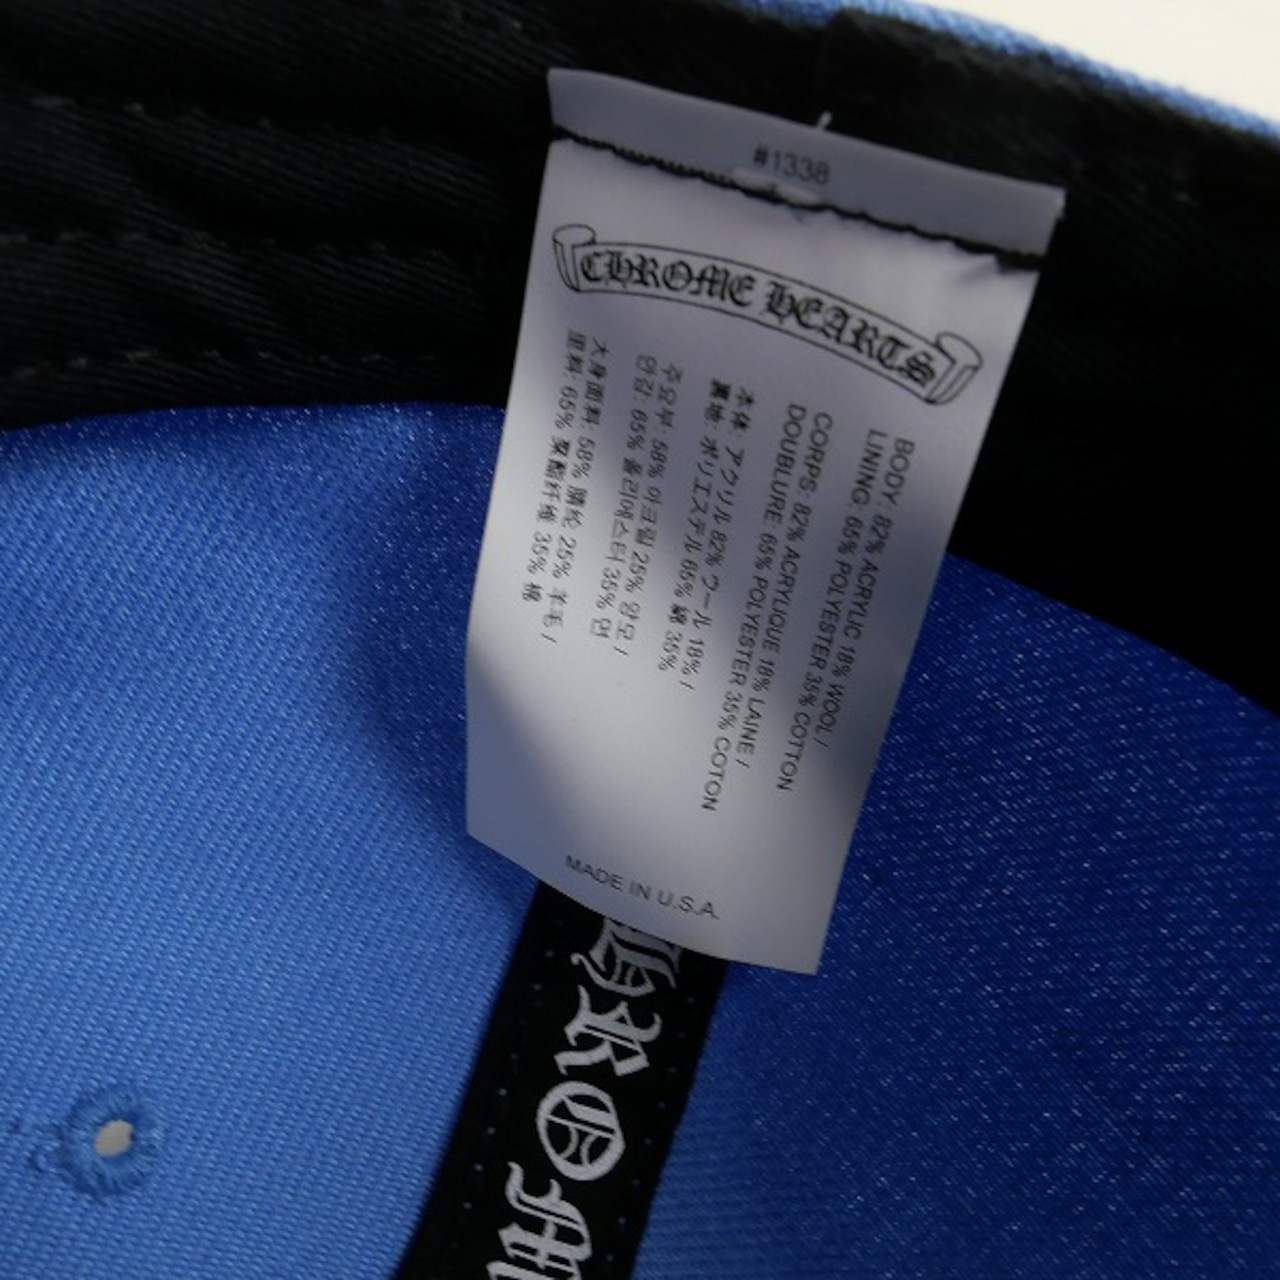 #1338
CHROME HEARTS
BODY: 82% ACRYLIC 18% WOOL /
LINING: 65% POLYESTER 35% COTTON
CORPS: 82% ACRYLIQUE 18% LAINE /
DOUBLURE: 65% POLYESTER 35% COTON
本体: アクリル 82% ウール 18% /
裏地: ポリエステル 65% 綿 35%
주요부: 58% 아크릴 25% 양모 /
안감: 65% 폴리에스터 35% 면
大身面料: 58% 腈纶 25% 羊毛 /
里料: 65% 聚酯纤维 35% 棉
MADE IN U.S.A.
HROM